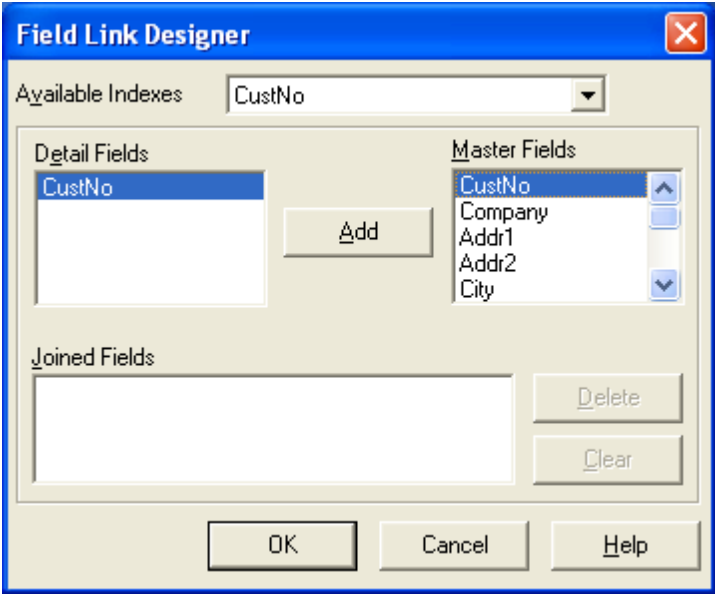 Field Link Designer
Available Indexes
CustNo
Detail Fields
Master Fields
CustNo
Add
CustNo
Company
Addr1
Addr2
City
Joined Fields
Delete
Clear
OK
Cancel
Help